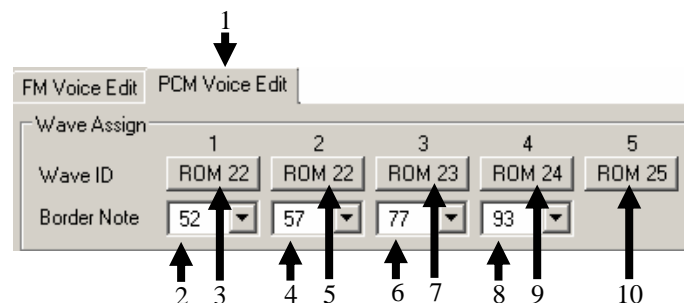 1
FM Voice Edit PCM Voice Edit
Wave Assign
1 2 3 4 5
Wave ID ROM 22 ROM 22 ROM 23 ROM 24 ROM 25
Border Note 52 57 77 93
2 3 4 5 6 7 8 9 10